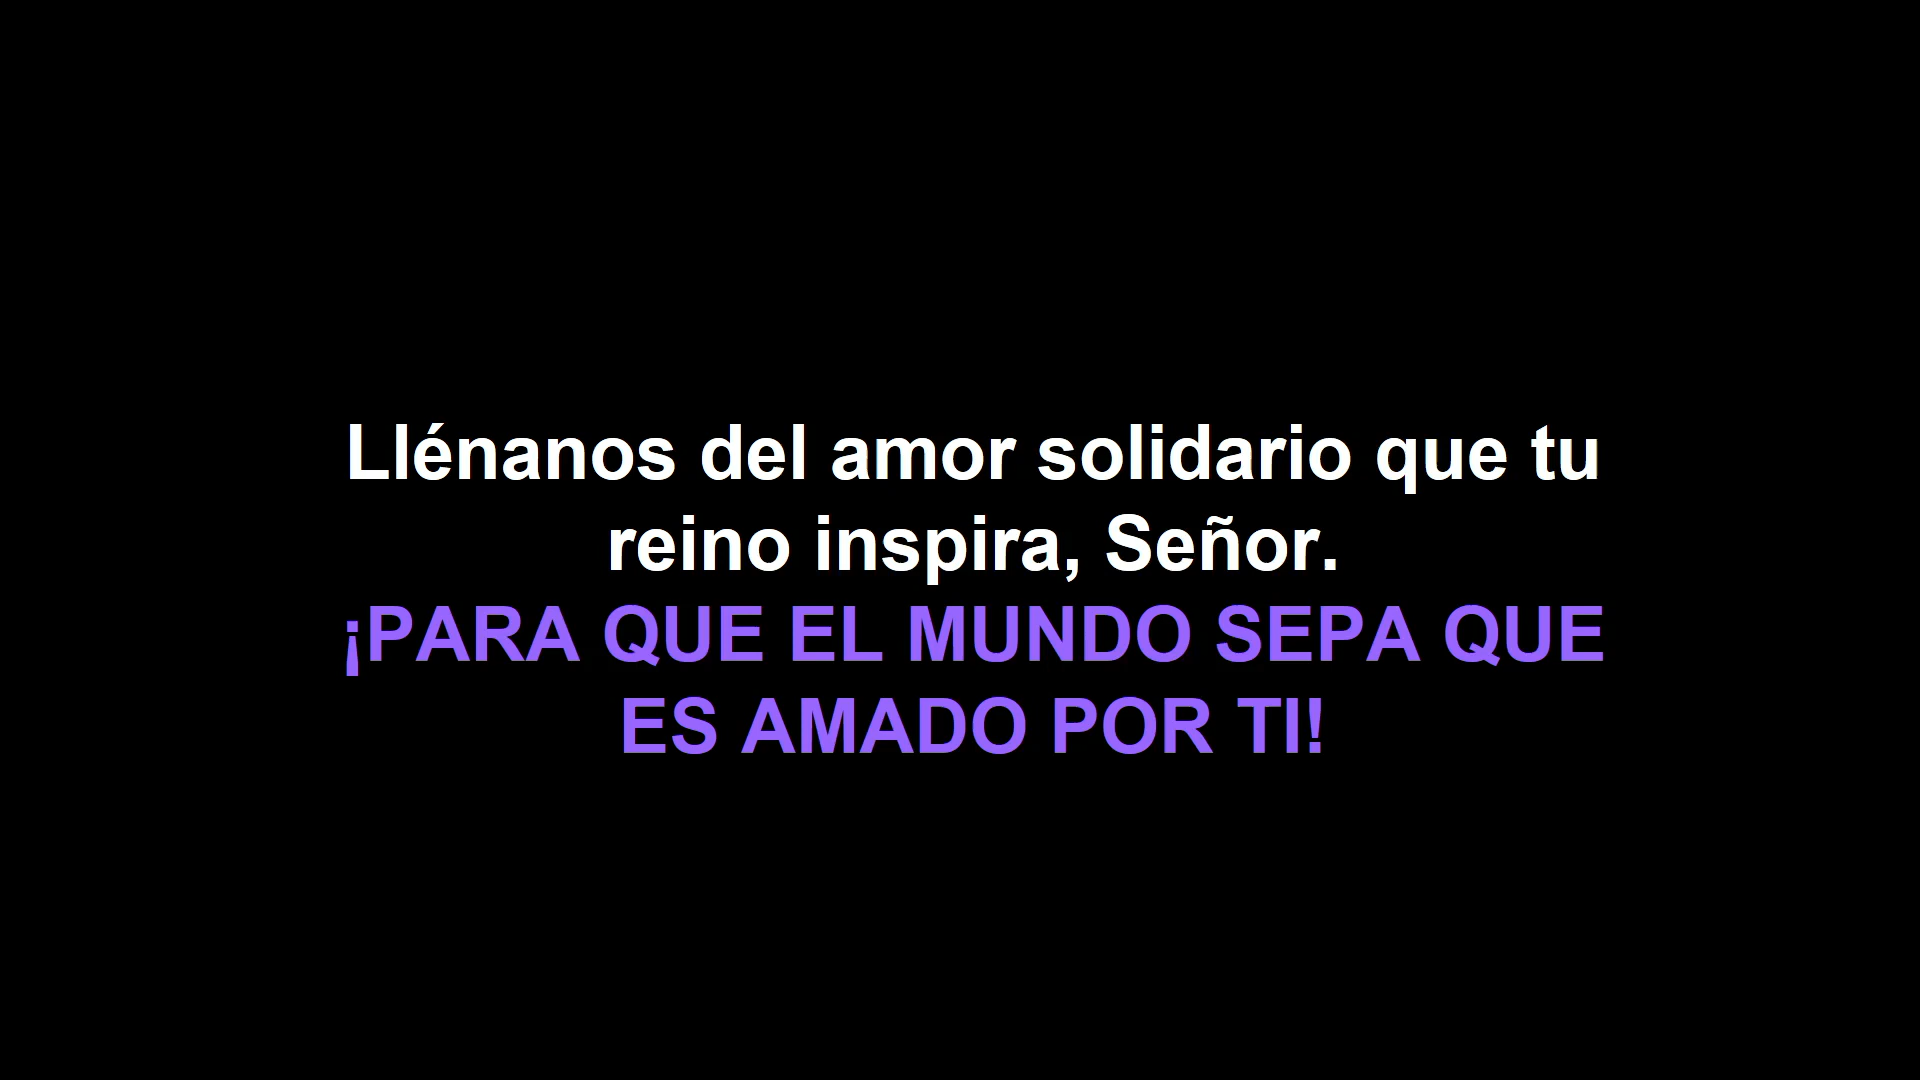 Llénanos del amor solidario que tu
reino inspira, Señor.
¡PARA QUE EL MUNDO SEPA QUE
ES AMADO POR TI!